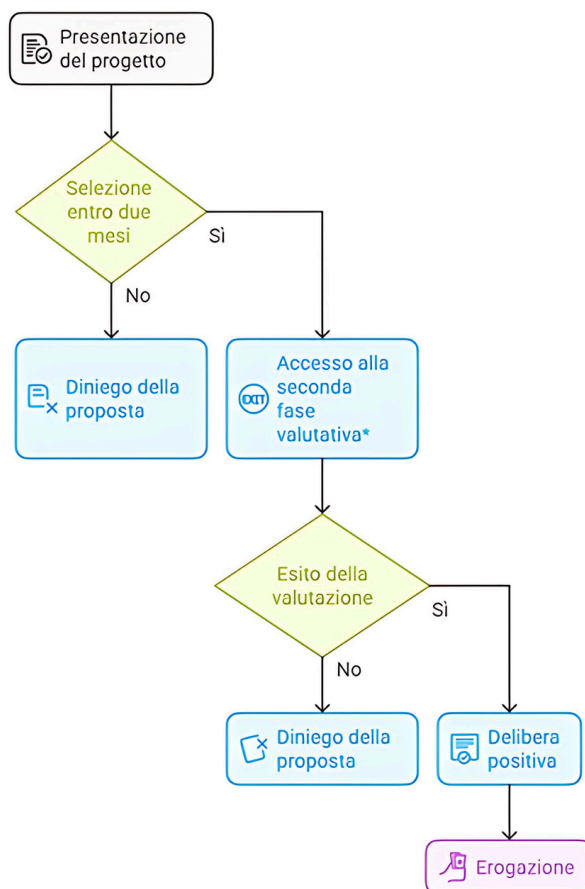 Presentazione
del progetto
Selezione
entro due
mesi
Sì
No
Diniego della
proposta
Accesso alla
seconda
fase
valutativa*
Esito della
valutazione
Sì
No
Diniego della
proposta
Delibera
positiva
Erogazione